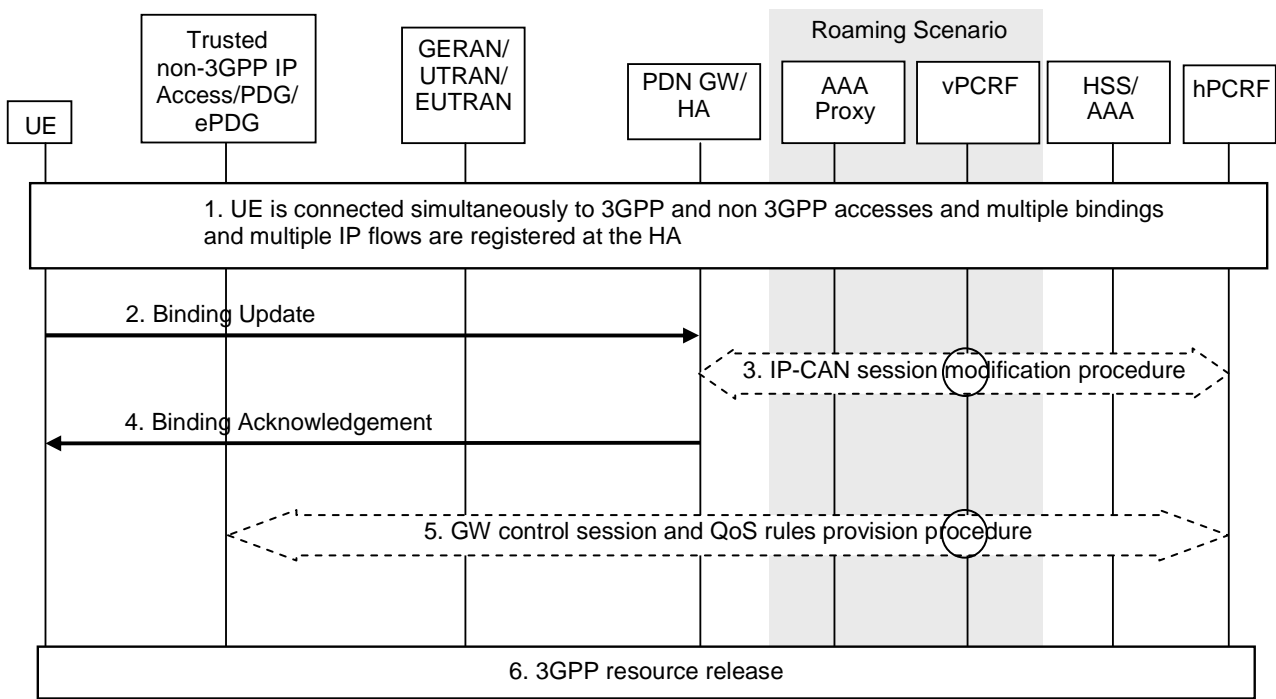 Roaming Scenario
UE
Trusted
non-3GPP IP
Access/PDG/
ePDG
GERAN/
UTRAN/
EUTRAN
PDN GW/
HA
AAA
Proxy
vPCRF
HSS/
AAA
hPCRF
1. UE is connected simultaneously to 3GPP and non 3GPP accesses and multiple bindings
and multiple IP flows are registered at the HA
2. Binding Update
3. IP-CAN session modification procedure
4. Binding Acknowledgement
5. GW control session and QoS rules provision procedure
6. 3GPP resource release